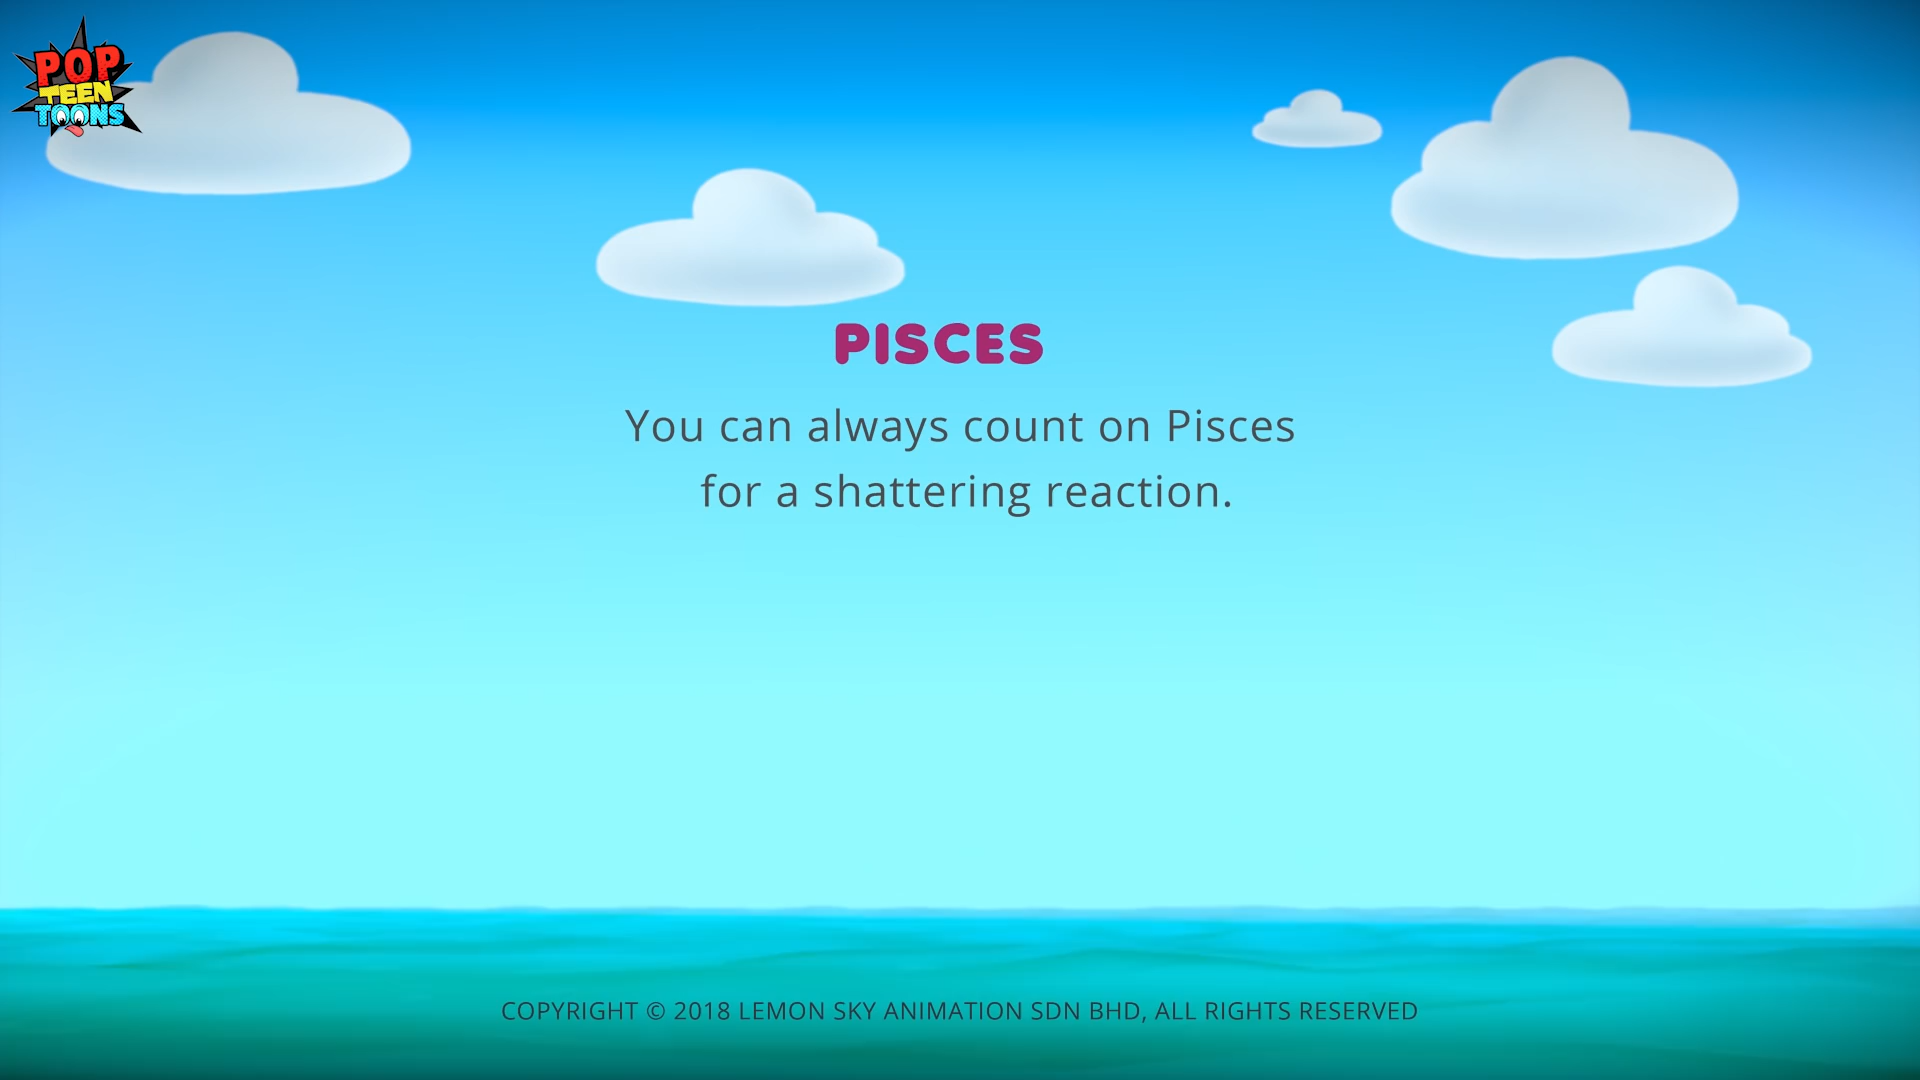 POP
TEEN
TOONS
PISCES
You can always count on Pisces
for a shattering reaction.
COPYRIGHT © 2018 LEMON SKY ANIMATION SDN BHD, ALL RIGHTS RESERVED